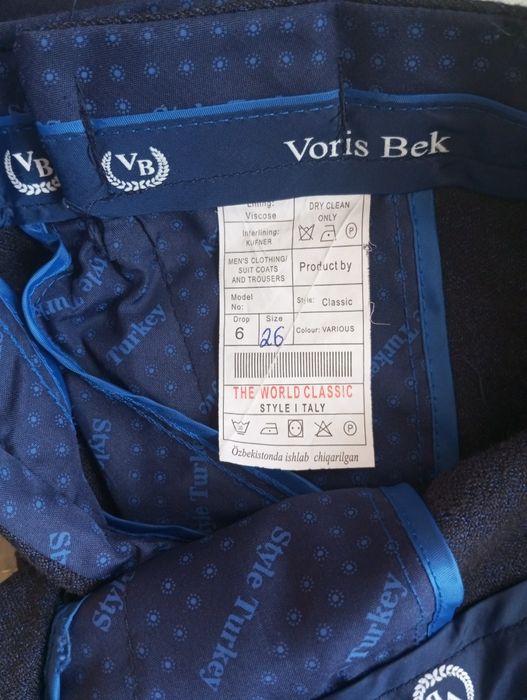 VB
VB
Voris Bek
Lining:
Viscose
DRY CLEAN
ONLY
Interlining:
KUFNER
P
MEN'S CLOTHING/
SUIT COATS
AND TROUSERS
Product by
Model
No:
Style: Classic
Drop
6
Size
26
Colour: VARIOUS
THE WORLD CLASSIC
STYLE I TALY
P
Özbekistonda ishlab chiqarilgan
Turkey
Style Turkey
Style Turkey
Style
Turkey